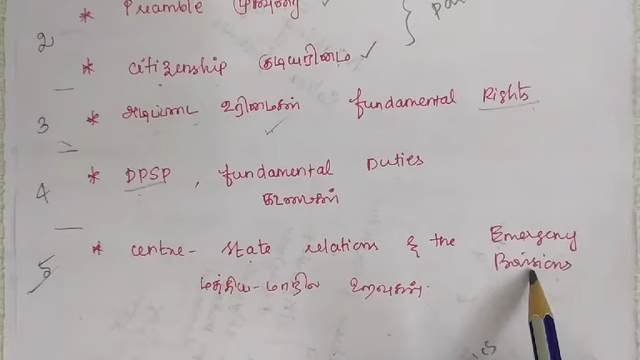 * Preamble முகவுரை
2
* citizenship குடியுரிமை ✓
3 * அடிப்படை உரிமைகள் fundamental Rights
4 * DPSP, fundamental Duties
கடமைகள்
5 * centre- state relations & the Emergency
Provisions
மத்திய-மாநில உறவுகள்